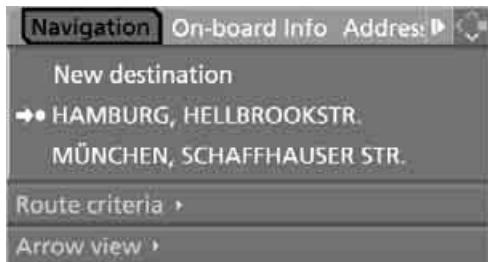 Navigation On-board Info Addres
New destination
HAMBURG, HELLBROOKSTR.
MÜNCHEN, SCHAFFHAUSER STR.
Route criteria
Arrow view